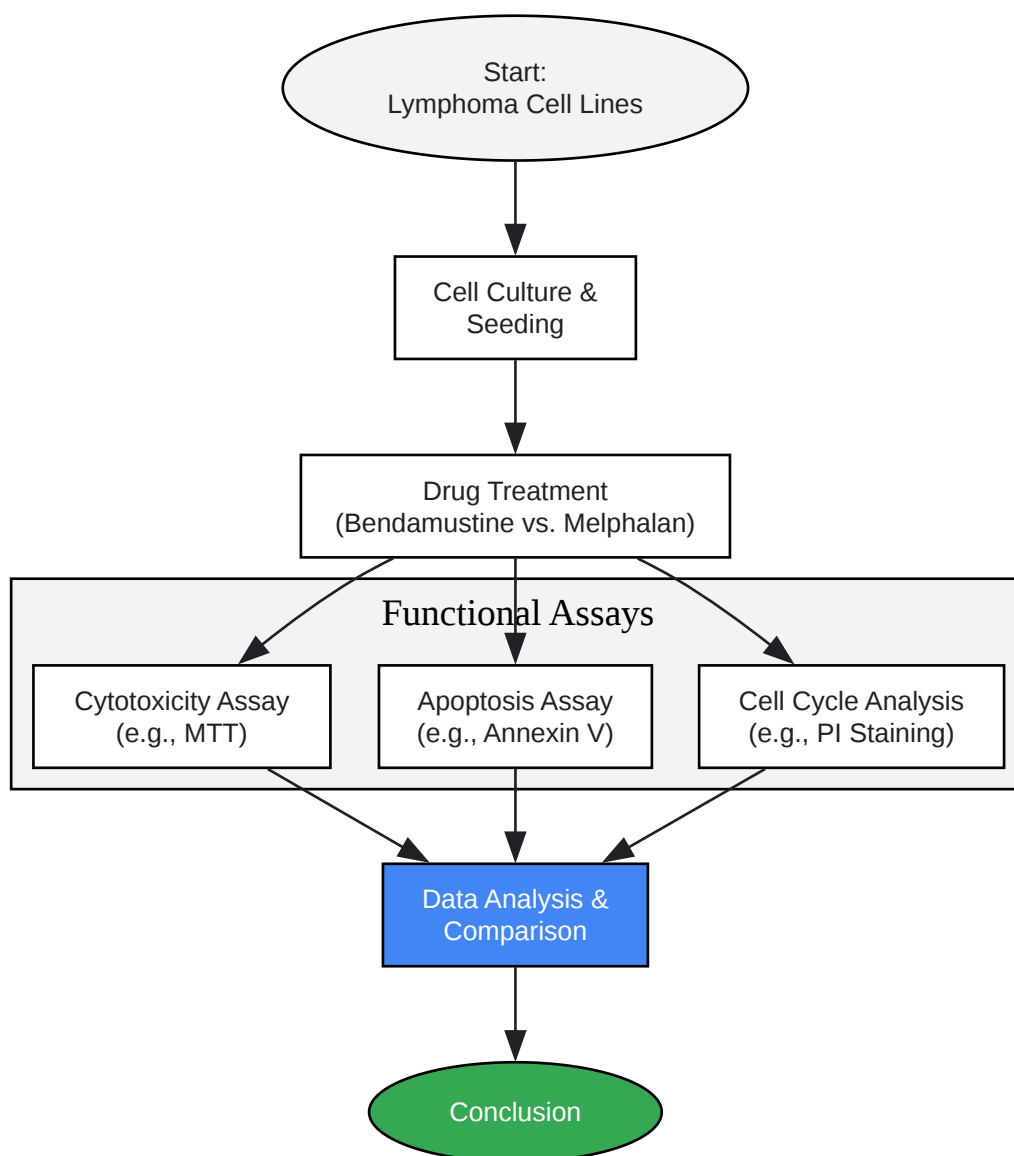 Start:
Lymphoma Cell Lines
Cell Culture &
Seeding
Drug Treatment
(Bendamustine vs. Melphalan)
Functional Assays
Cytotoxicity Assay
(e.g., MTT)
Apoptosis Assay
(e.g., Annexin V)
Cell Cycle Analysis
(e.g., PI Staining)
Data Analysis &
Comparison
Conclusion